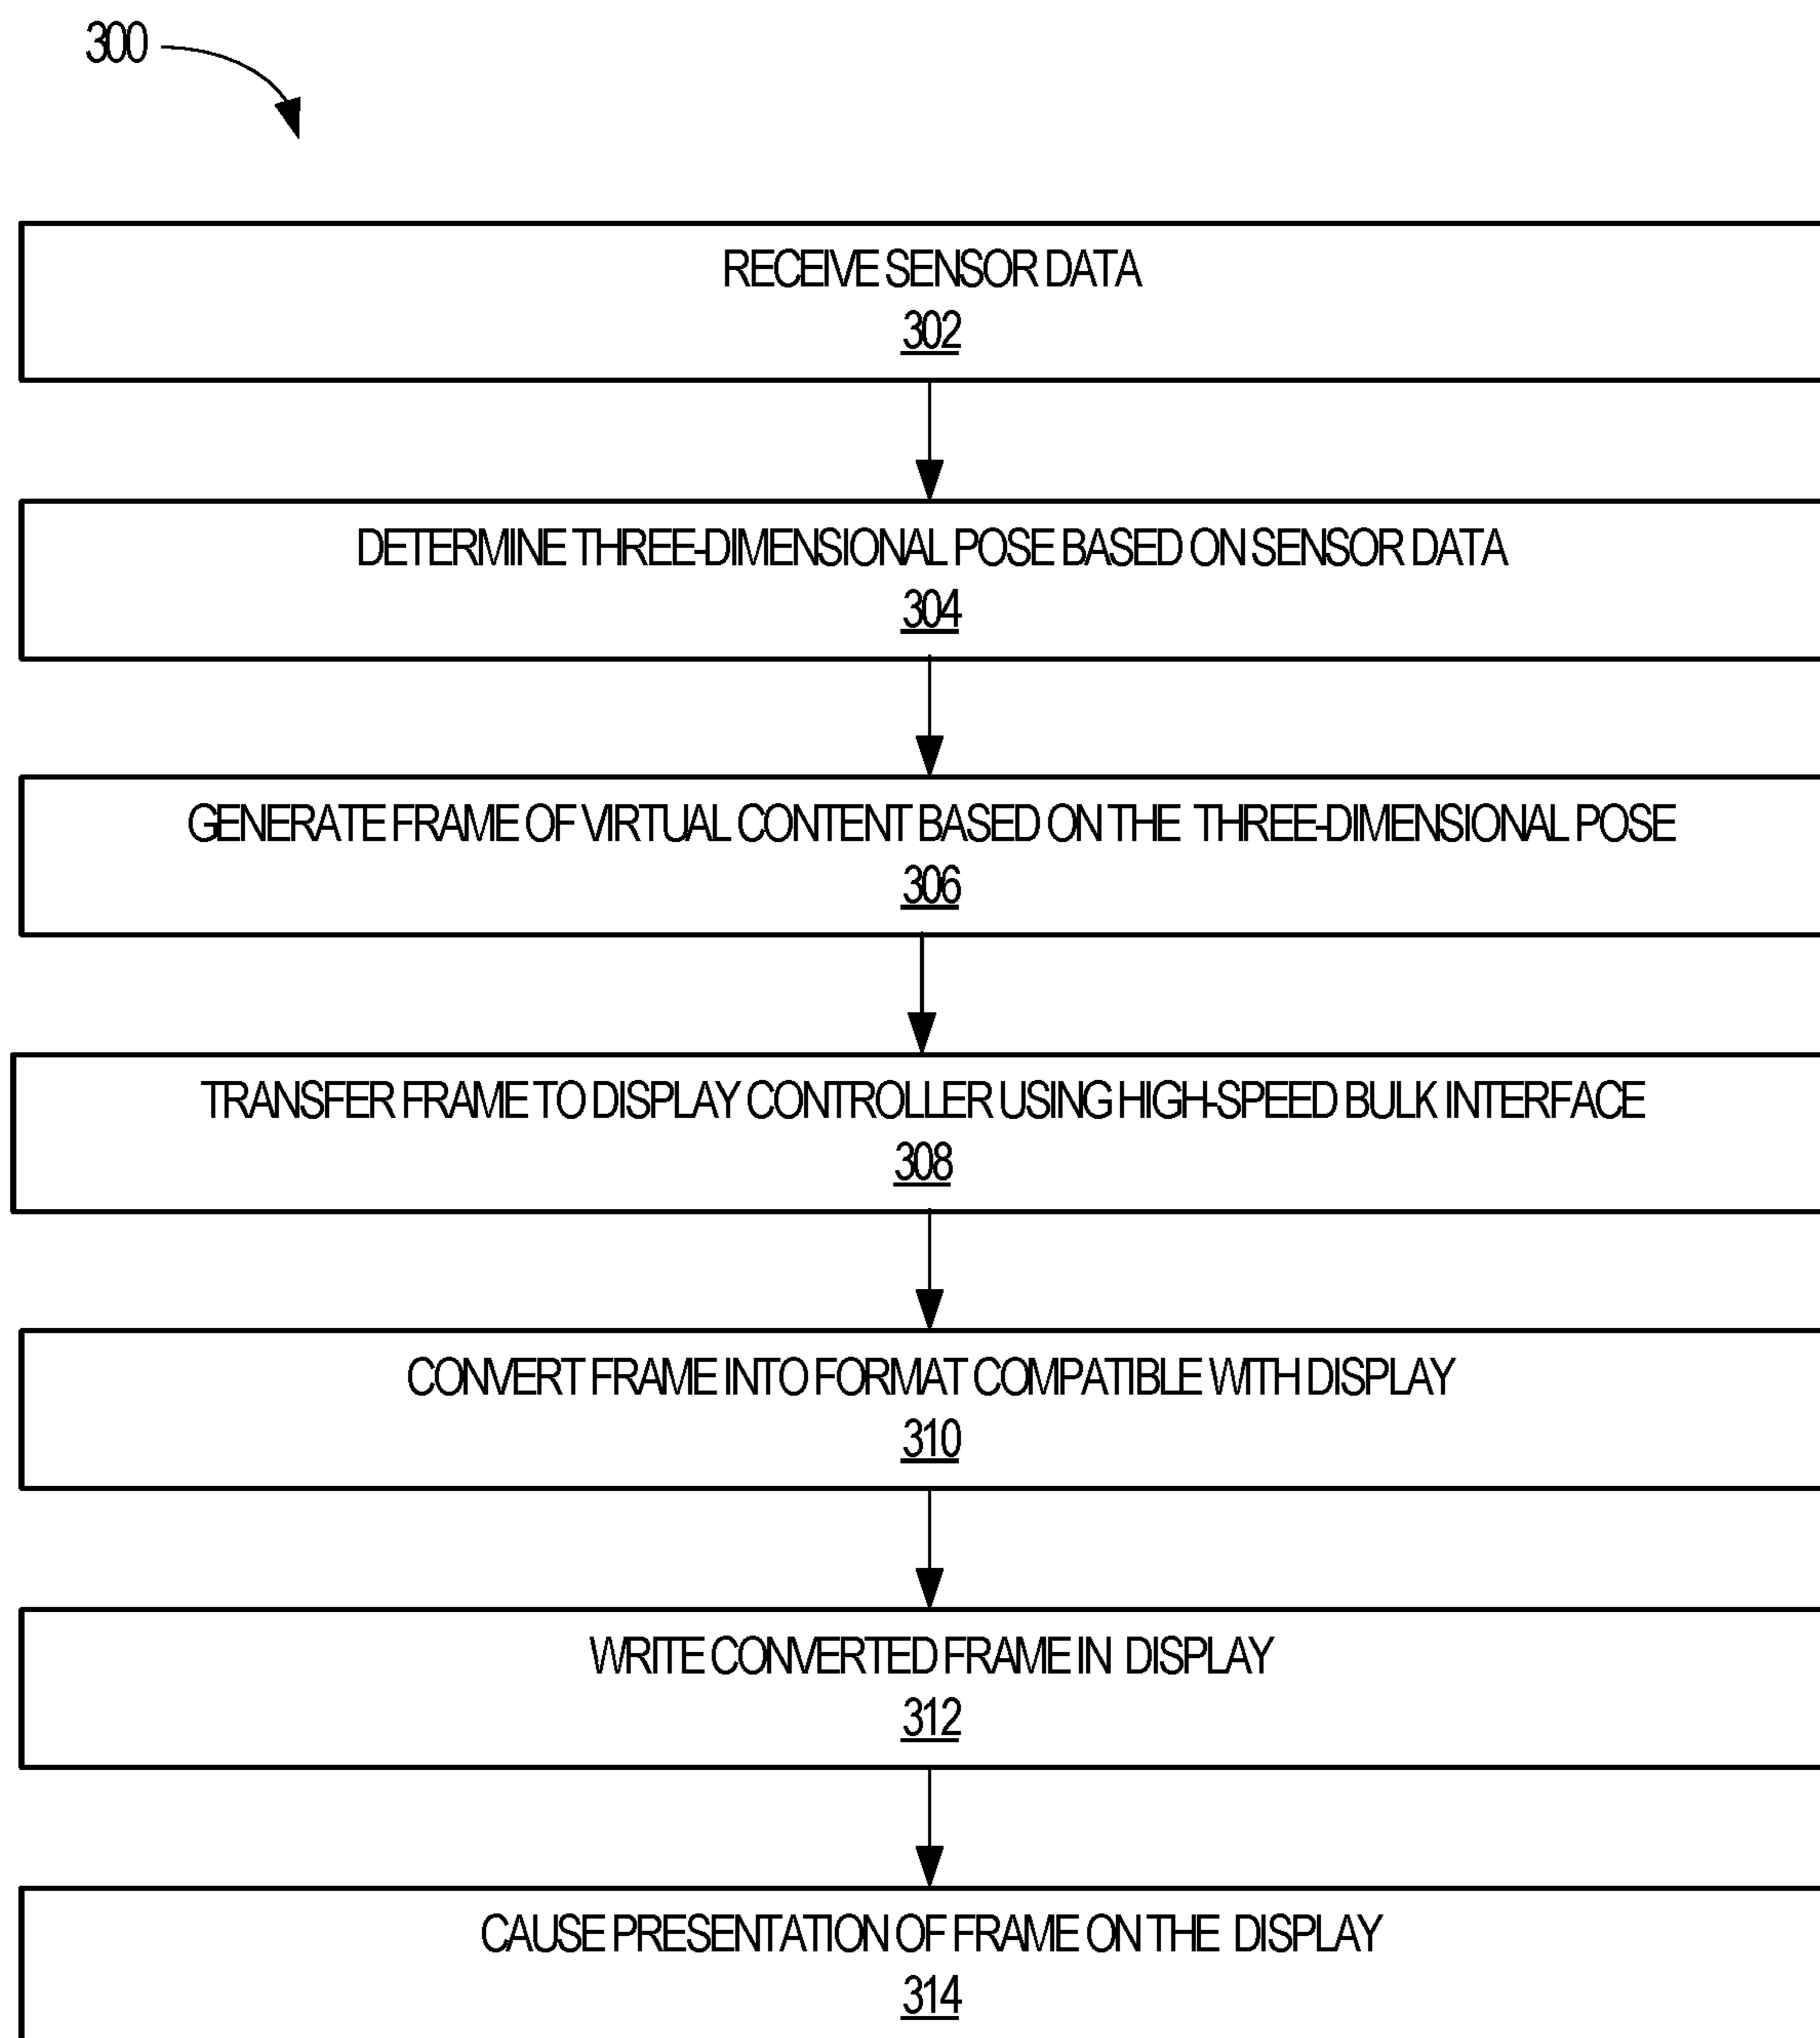 300
RECEIVE SENSOR DATA
302
DETERMINE THREE-DIMENSIONAL POSE BASED ON SENSOR DATA
304
GENERATE FRAME OF VIRTUAL CONTENT BASED ON THE THREE-DIMENSIONAL POSE
306
TRANSFER FRAME TO DISPLAY CONTROLLER USING HIGH-SPEED BULK INTERFACE
308
CONVERT FRAME INTO FORMAT COMPATIBLE WITH DISPLAY
310
WRITE CONVERTED FRAME IN DISPLAY
312
CAUSE PRESENTATION OF FRAME ON THE DISPLAY
314